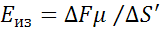 Eиз = ΔFμ /ΔS′